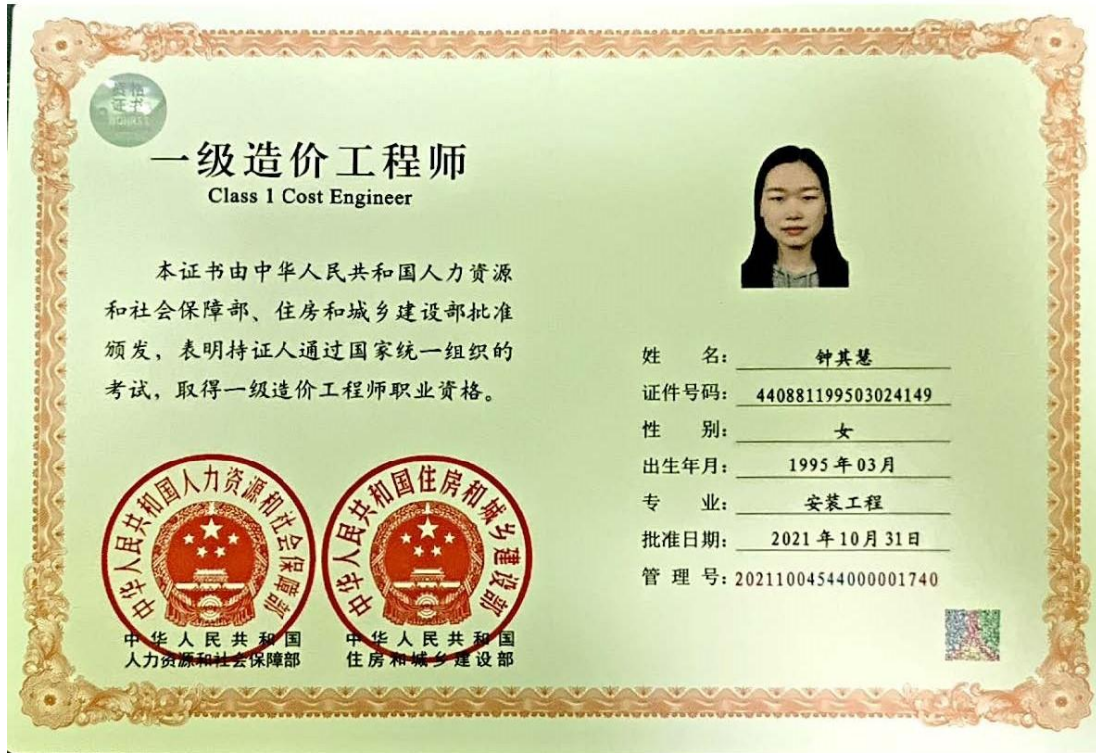 资格
证书
一级造价工程师
Class 1 Cost Engineer
本证书由中华人民共和国人力资源
和社会保障部、住房和城乡建设部批准
颁发，表明持证人通过国家统一组织的
考试，取得一级造价工程师职业资格。
中华人民共和国人力资源和社会保障部
中华人民共和国住房和城乡建设部
中华人民共和国
人力资源和社会保障部
中华人民共和国
住房和城乡建设部
姓 名： 钟其慧
证件号码： 440881199503024149
性 别： 女
出生年月： 1995年03月
专 业： 安装工程
批准日期： 2021年10月31日
管 理 号： 20211004544000001740